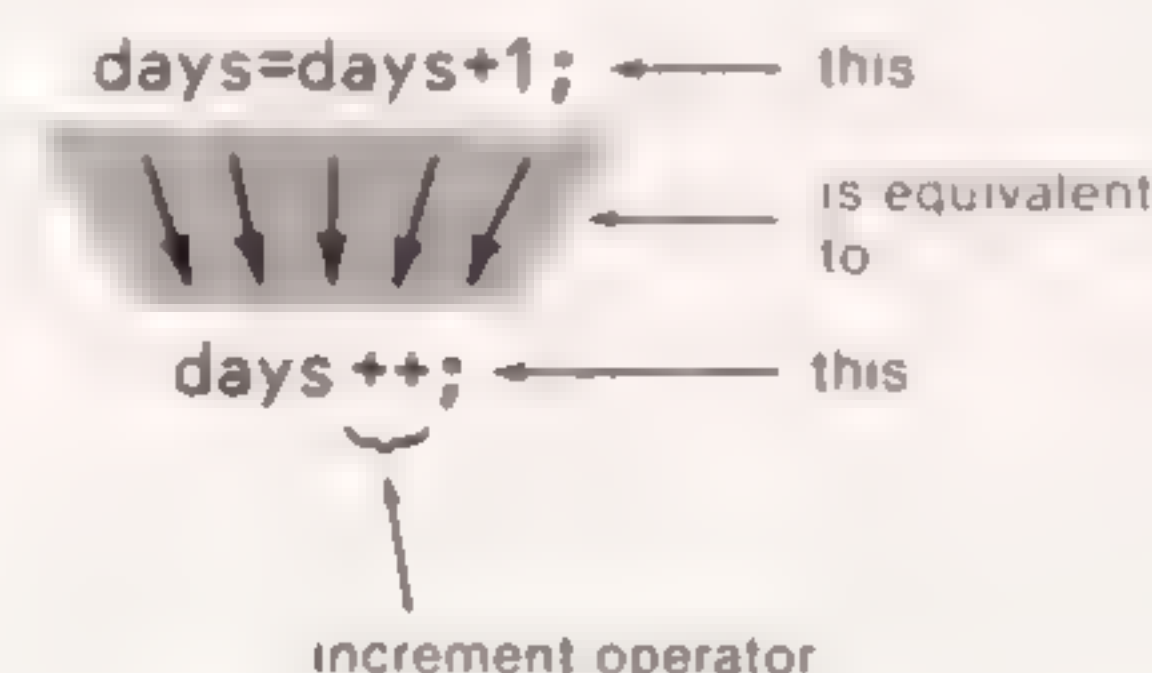 days=days+1; this
is equivalent
to
days ++; this
increment operator